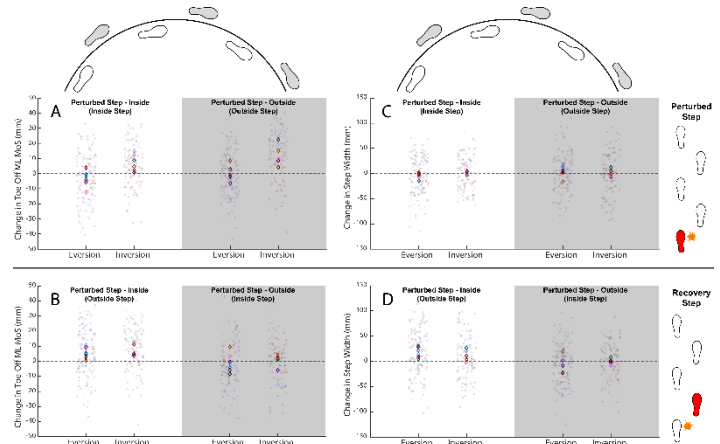 A
Perturbed Step - Inside
(Inside Step)
Perturbed Step - Outside
(Outside Step)
Change in Toe Off ML MoS (mm)
50
40
30
20
10
0
-10
-20
-30
-40
-50
Eversion Inversion Eversion Inversion
C
Perturbed Step - Inside
(Inside Step)
Perturbed Step - Outside
(Outside Step)
Change in Step Width (mm)
150
100
50
0
-50
-100
-150
Eversion Inversion Eversion Inversion
Perturbed
Step
B
Perturbed Step - Inside
(Outside Step)
Perturbed Step - Outside
(Inside Step)
Change in Toe Off ML MoS (mm)
50
40
30
20
10
0
-10
-20
-30
-40
-50
Eversion Inversion Eversion Inversion
D
Perturbed Step - Inside
(Outside Step)
Perturbed Step - Outside
(Inside Step)
Change in Step Width (mm)
150
100
50
0
-50
-100
-150
Eversion Inversion Eversion Inversion
Recovery
Step